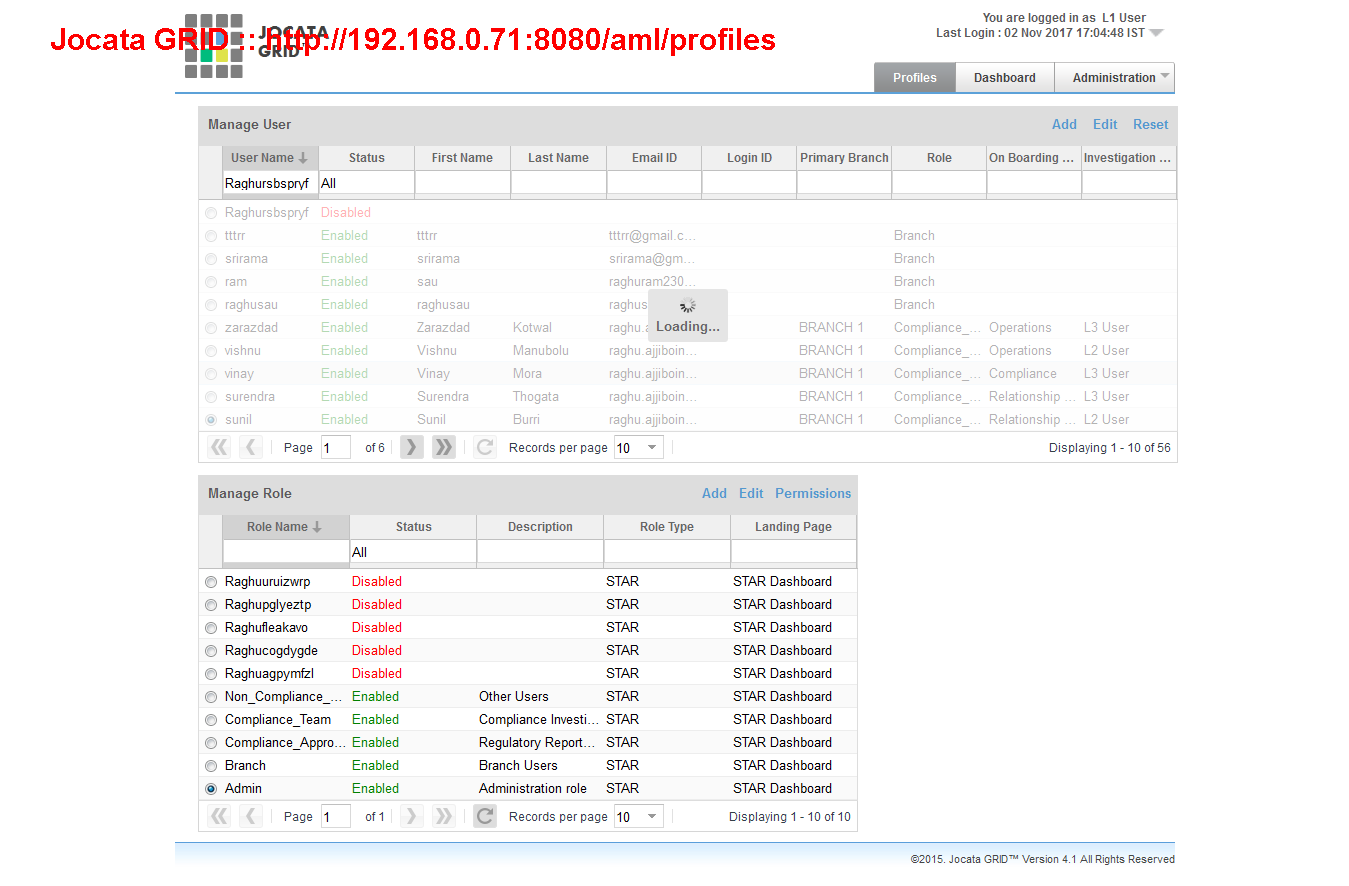 You are logged in as L1 User
Last Login : 02 Nov 2017 17:04:48 IST
Jocata GRID :: http://192.168.0.71:8080/aml/profiles
JOCATA
GRID™
Profiles Dashboard Administration
Manage User Add Edit Reset
User Name Status First Name Last Name Email ID Login ID Primary Branch Role On Boarding ... Investigation ...
Raghursbspryf All
Raghursbspryf Disabled
tttrr Enabled tttrr tttrr@gmail.c... Branch
srirama Enabled srirama srirama@gm... Branch
ram Enabled sau raghuram230... Branch
raghusau Enabled raghusau raghus Branch
Loading...
zarazdad Enabled Zarazdad Kotwal raghu.a BRANCH 1 Compliance_... Operations L3 User
vishnu Enabled Vishnu Manubolu raghu.ajjiboin... BRANCH 1 Compliance_... Operations L2 User
vinay Enabled Vinay Mora raghu.ajjiboin... BRANCH 1 Compliance_... Compliance L3 User
surendra Enabled Surendra Thogata raghu.ajjiboin... BRANCH 1 Compliance_... Relationship ... L3 User
sunil Enabled Sunil Burri raghu.ajjiboin... BRANCH 1 Compliance_... Relationship ... L2 User
Page 1 of 6 Records per page 10 Displaying 1 - 10 of 56
Manage Role Add Edit Permissions
Role Name Status Description Role Type Landing Page
All
Raghuuruizwrp Disabled STAR STAR Dashboard
Raghupglyeztp Disabled STAR STAR Dashboard
Raghufleakavo Disabled STAR STAR Dashboard
Raghucogdygde Disabled STAR STAR Dashboard
Raghuagpymfzl Disabled STAR STAR Dashboard
Non_Compliance_... Enabled Other Users STAR STAR Dashboard
Compliance_Team Enabled Compliance Investi... STAR STAR Dashboard
Compliance_Appro... Enabled Regulatory Report... STAR STAR Dashboard
Branch Enabled Branch Users STAR STAR Dashboard
Admin Enabled Administration role STAR STAR Dashboard
Page 1 of 1 Records per page 10 Displaying 1 - 10 of 10
©2015. Jocata GRID™ Version 4.1 All Rights Reserved